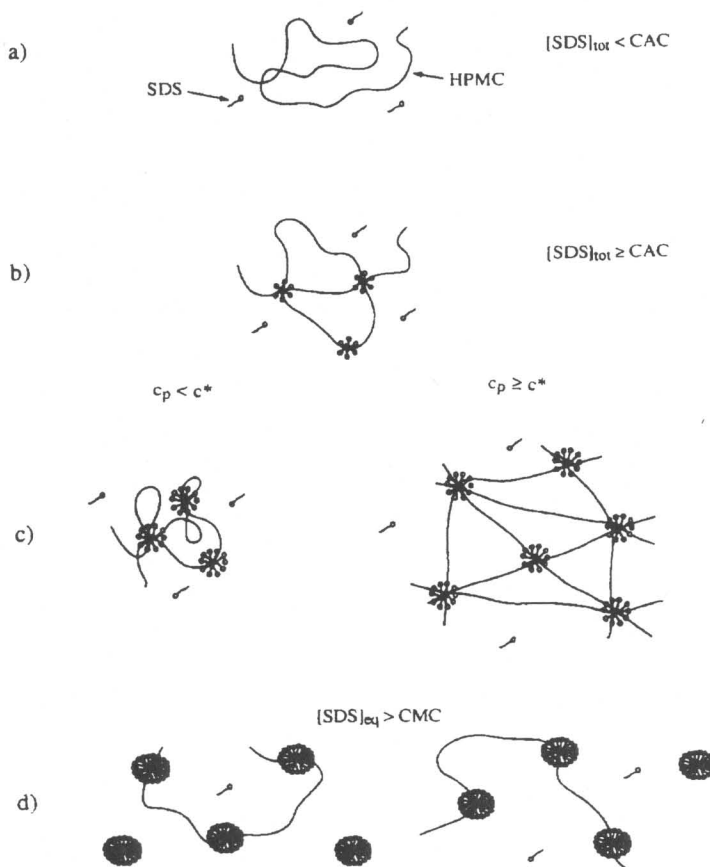 a)
[SDS]tot < CAC
SDS
HPMC
b)
[SDS]tot ≥ CAC
cp < c*
cp ≥ c*
c)
[SDS]eq > CMC
d)